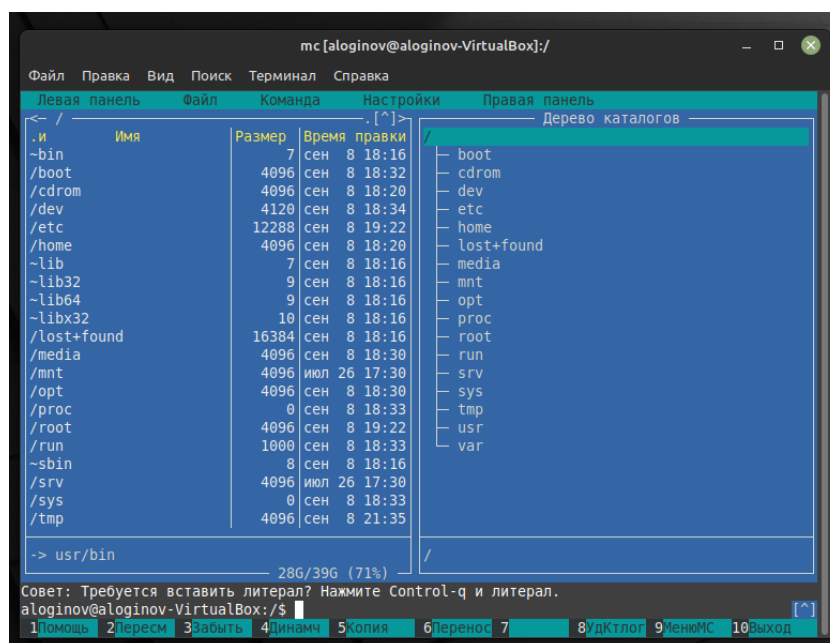 mc [aloginov@aloginov-VirtualBox]:/
Файл Правка Вид Поиск Терминал Справка
Левая панель Файл Команда Настройки Правая панель
<— / .[^]>
.и Имя Размер Время правки
~bin 7 сен 8 18:16
/boot 4096 сен 8 18:32
/cdrom 4096 сен 8 18:20
/dev 4120 сен 8 18:34
/etc 12288 сен 8 19:22
/home 4096 сен 8 18:20
~lib 7 сен 8 18:16
~lib32 9 сен 8 18:16
~lib64 9 сен 8 18:16
~libx32 10 сен 8 18:16
/lost+found 16384 сен 8 18:16
/media 4096 сен 8 18:30
/mnt 4096 июл 26 17:30
/opt 4096 сен 8 18:30
/proc 0 сен 8 18:33
/root 4096 сен 8 19:22
/run 1000 сен 8 18:33
~sbin 8 сен 8 18:16
/srv 4096 июл 26 17:30
/sys 0 сен 8 18:33
/tmp 4096 сен 8 21:35
-> usr/bin
28G/39G (71%)
Дерево каталогов
/
boot
cdrom
dev
etc
home
lost+found
media
mnt
opt
proc
root
run
srv
sys
tmp
usr
var
/
Совет: Требуется вставить литерал? Нажмите Control-q и литерал.
aloginov@aloginov-VirtualBox:/$ [^]
1Помощь 2Пересм 3Забыть 4Динамч 5Копия 6Перенос 7 8УдКтлог 9МенюМС 10Выход